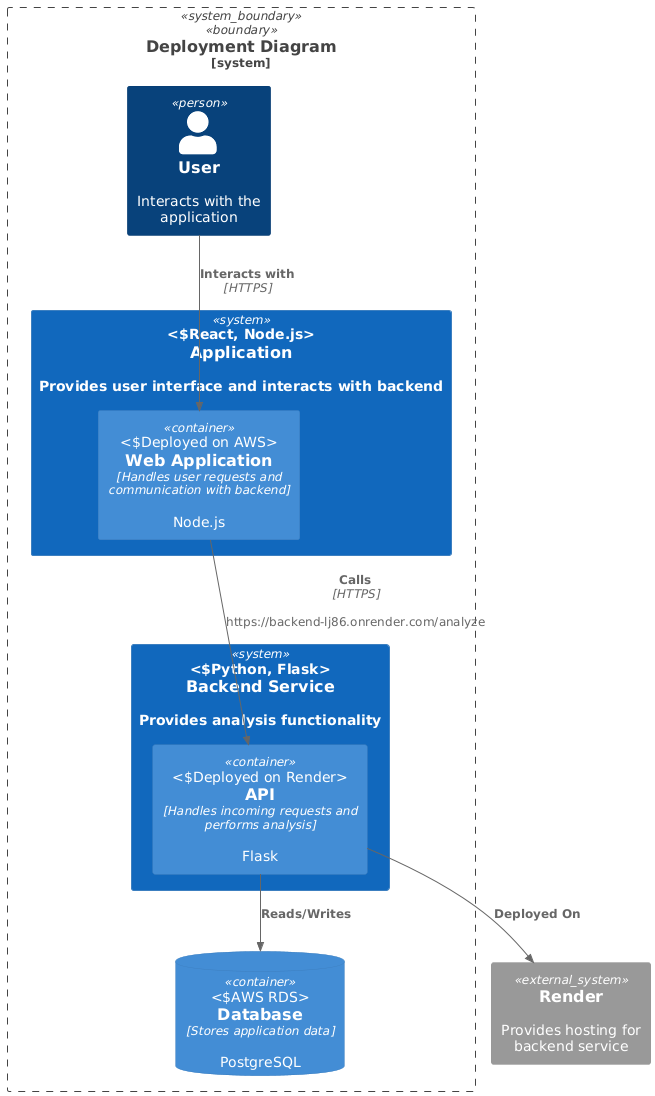 «system_boundary»
«boundary»
Deployment Diagram
[system]
«person»
User
Interacts with the
application
Interacts with
[HTTPS]
«system»
<$React, Node.js>
Application
Provides user interface and interacts with backend
«container»
<$Deployed on AWS>
Web Application
[Handles user requests and
communication with backend]
Node.js
Calls
[HTTPS]
https://backend-lj86.onrender.com/analyze
«system»
<$Python, Flask>
Backend Service
Provides analysis functionality
«container»
<$Deployed on Render>
API
[Handles incoming requests and
performs analysis]
Flask
Reads/Writes
Deployed On
«container»
<$AWS RDS>
Database
[Stores application data]
PostgreSQL
«external_system»
Render
Provides hosting for
backend service